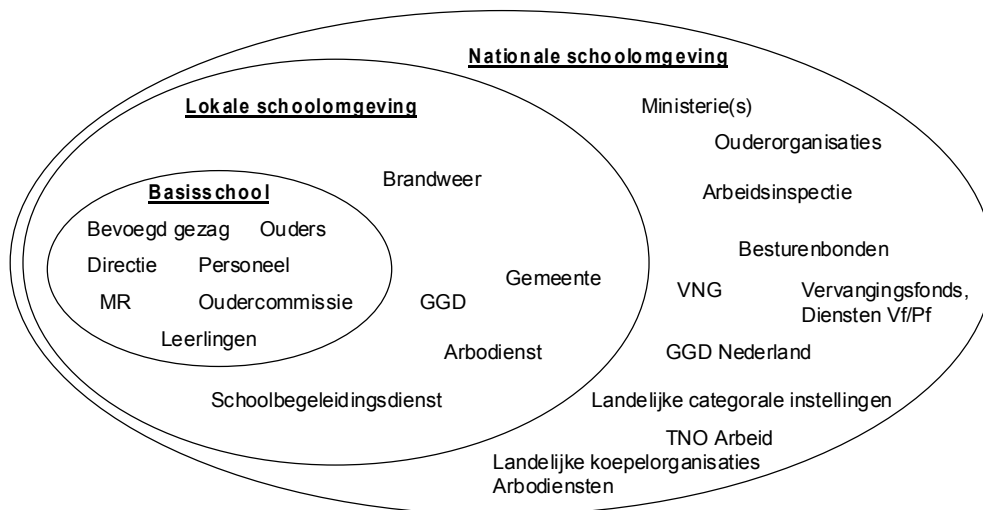 Nationale schoolomgeving
Lokale schoolomgeving
Ministerie(s)
Ouderorganisaties
Brandweer
Arbeidsinspectie
Basisschool
Bevoegd gezag Ouders
Directie Personeel
MR Oudercommissie
Leerlingen
Besturenbonden
Gemeente
GGD
VNG
Vervangingsfonds,
Diensten Vf/Pf
Arbodienst
GGD Nederland
Schoolbegeleidingsdienst
Landelijke categorale instellingen
TNO Arbeid
Landelijke koepelorganisaties
Arbodiensten